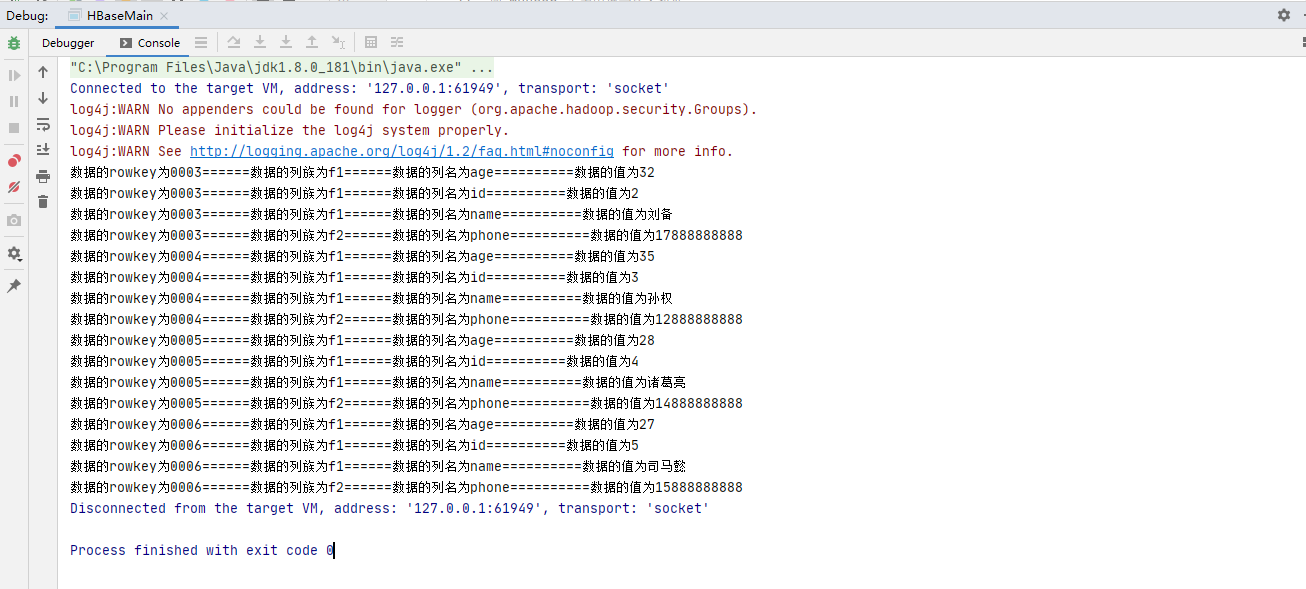 Debug: HBaseMain
Debugger Console
"C:\Program Files\Java\jdk1.8.0_181\bin\java.exe" ...
Connected to the target VM, address: '127.0.0.1:61949', transport: 'socket'
log4j:WARN No appenders could be found for logger (org.apache.hadoop.security.Groups).
log4j:WARN Please initialize the log4j system properly.
log4j:WARN See http://logging.apache.org/log4j/1.2/faq.html#noconfig for more info.
数据的rowkey为0003======数据的列族为f1======数据的列名为age==========数据的值为32
数据的rowkey为0003======数据的列族为f1======数据的列名为id==========数据的值为2
数据的rowkey为0003======数据的列族为f1======数据的列名为name==========数据的值为刘备
数据的rowkey为0003======数据的列族为f2======数据的列名为phone==========数据的值为17888888888
数据的rowkey为0004======数据的列族为f1======数据的列名为age==========数据的值为35
数据的rowkey为0004======数据的列族为f1======数据的列名为id==========数据的值为3
数据的rowkey为0004======数据的列族为f1======数据的列名为name==========数据的值为孙权
数据的rowkey为0004======数据的列族为f2======数据的列名为phone==========数据的值为12888888888
数据的rowkey为0005======数据的列族为f1======数据的列名为age==========数据的值为28
数据的rowkey为0005======数据的列族为f1======数据的列名为id==========数据的值为4
数据的rowkey为0005======数据的列族为f1======数据的列名为name==========数据的值为诸葛亮
数据的rowkey为0005======数据的列族为f2======数据的列名为phone==========数据的值为14888888888
数据的rowkey为0006======数据的列族为f1======数据的列名为age==========数据的值为27
数据的rowkey为0006======数据的列族为f1======数据的列名为id==========数据的值为5
数据的rowkey为0006======数据的列族为f1======数据的列名为name==========数据的值为司马懿
数据的rowkey为0006======数据的列族为f2======数据的列名为phone==========数据的值为15888888888
Disconnected from the target VM, address: '127.0.0.1:61949', transport: 'socket'
Process finished with exit code 0